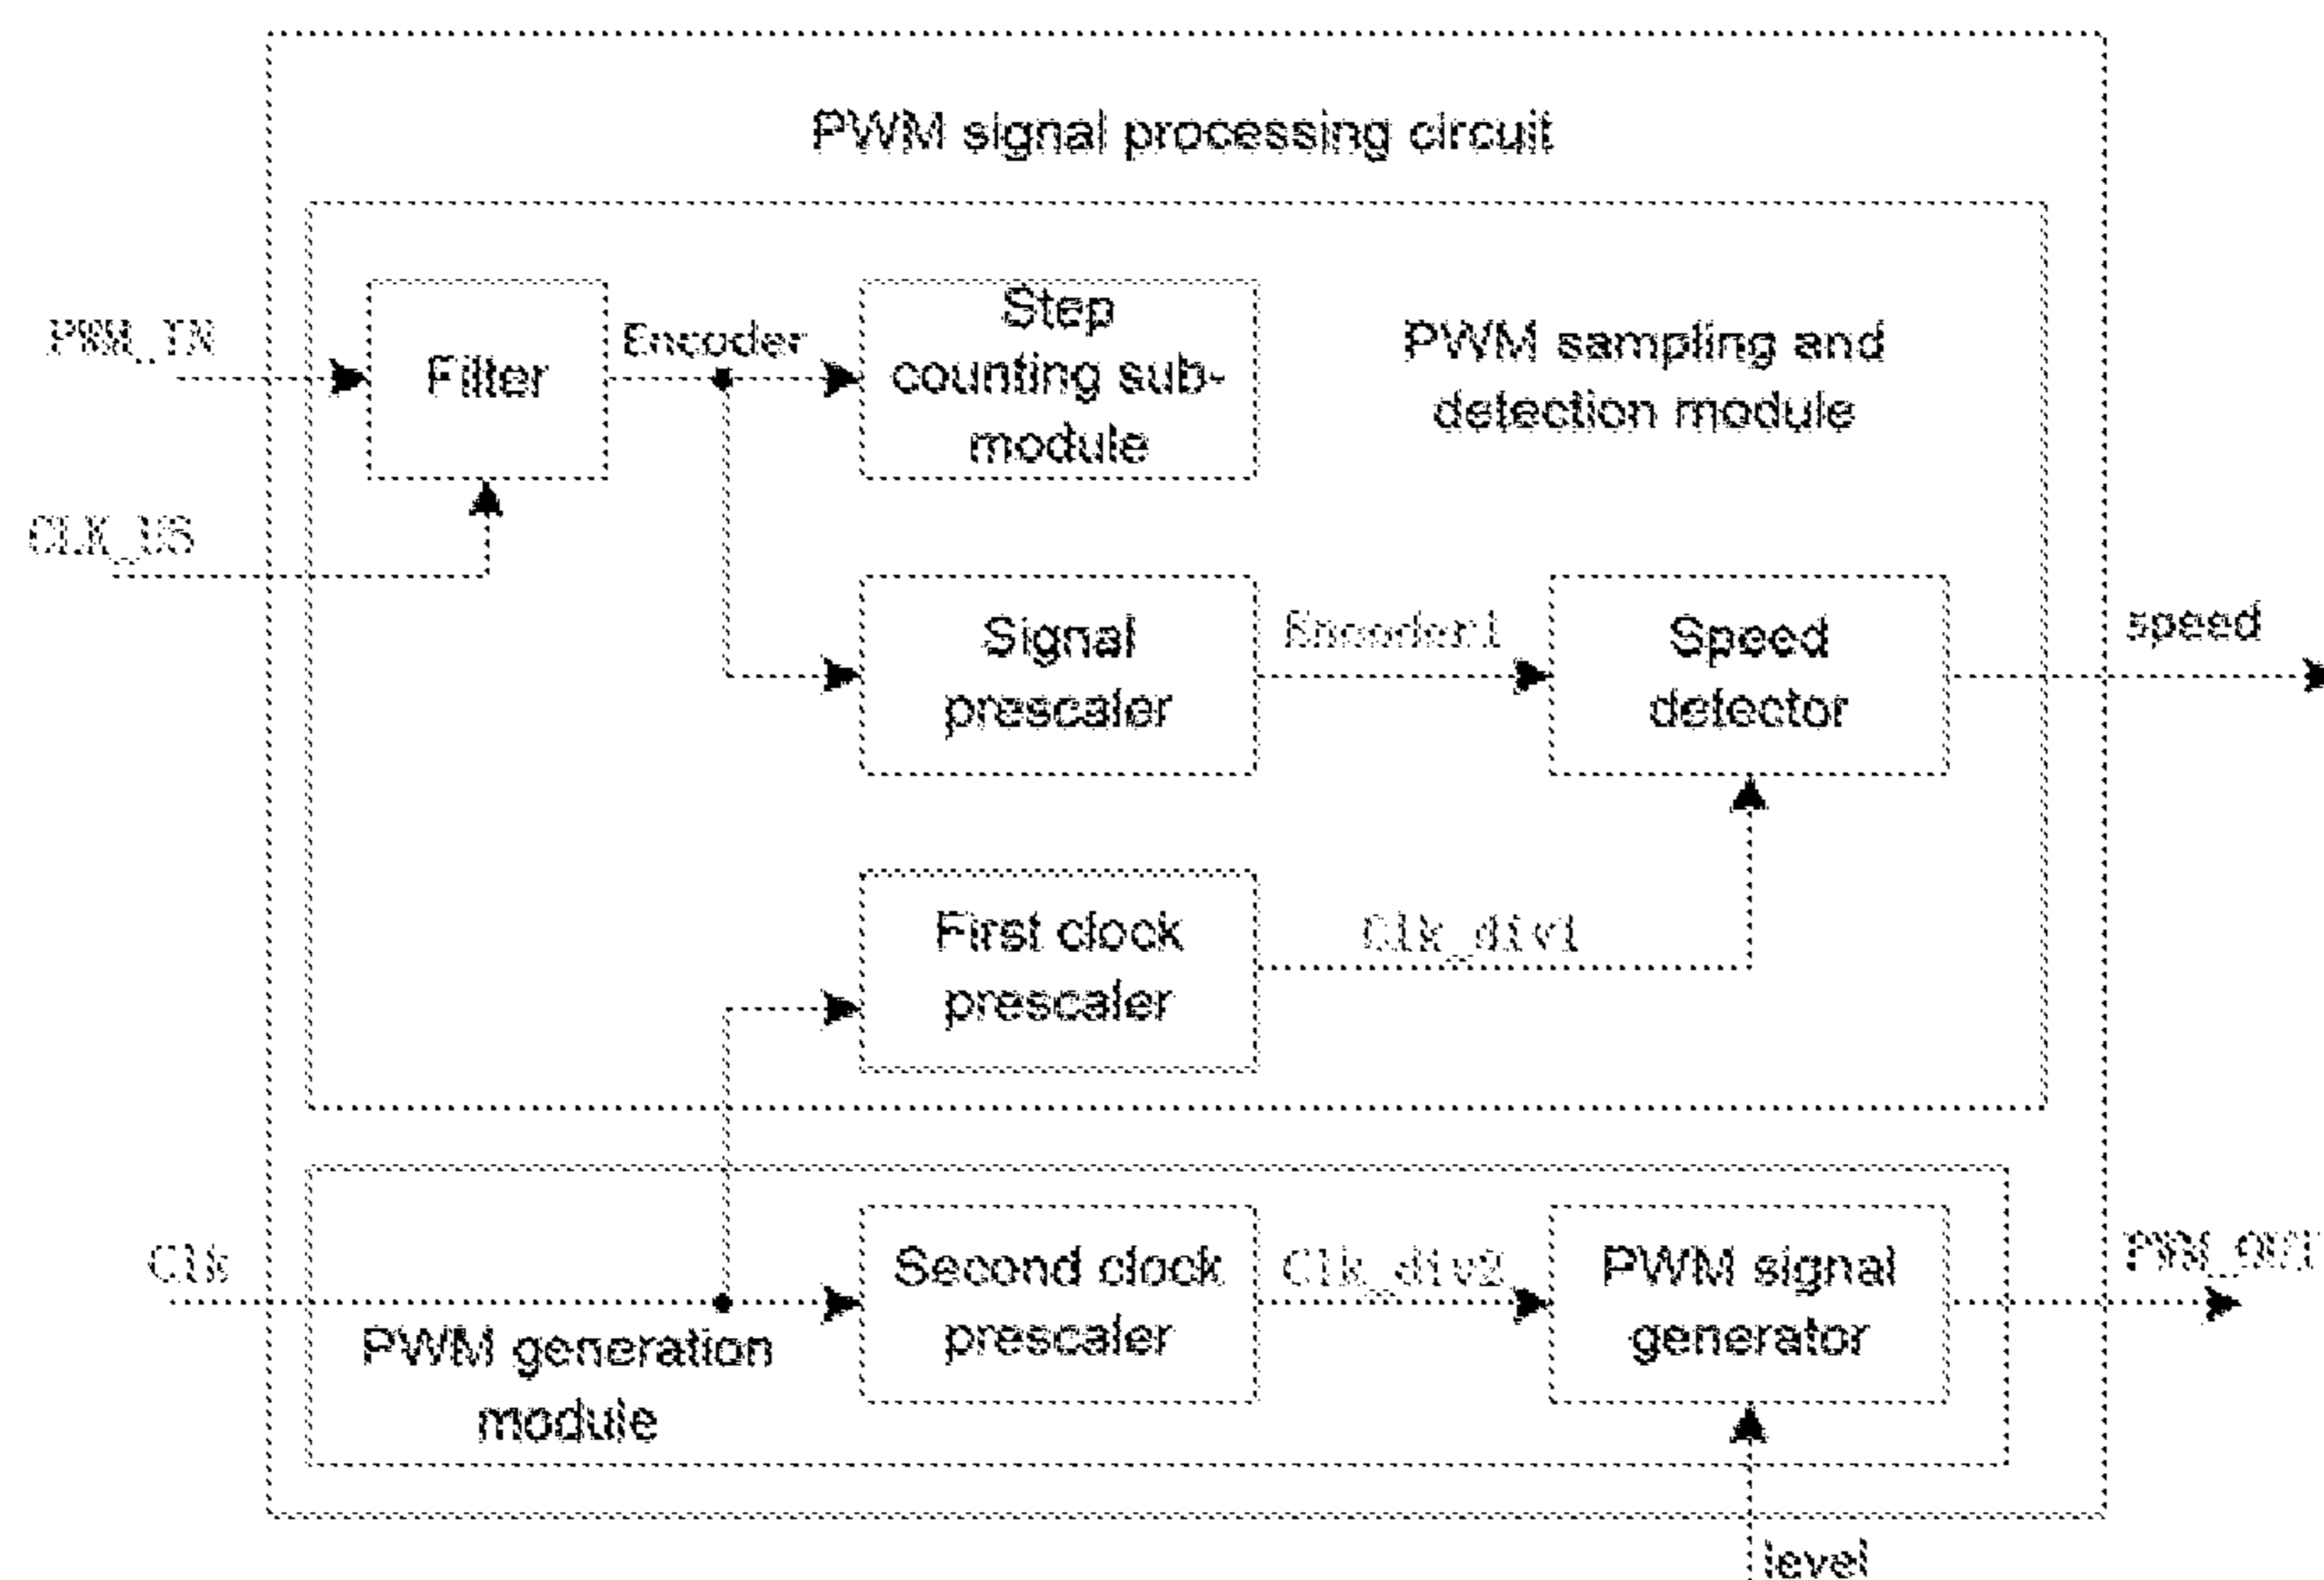 PWM signal processing circuit
PWM_IN
Filter
Encoder
Step
counting sub-
module
PWM sampling and
detection module
CLK_US
Signal
prescaler
Encoder1
Speed
detector
speed
First clock
prescaler
Clk_div1
Clk
PWM generation
module
Second clock
prescaler
Clk_div2
PWM signal
generator
PWM_OUT
level